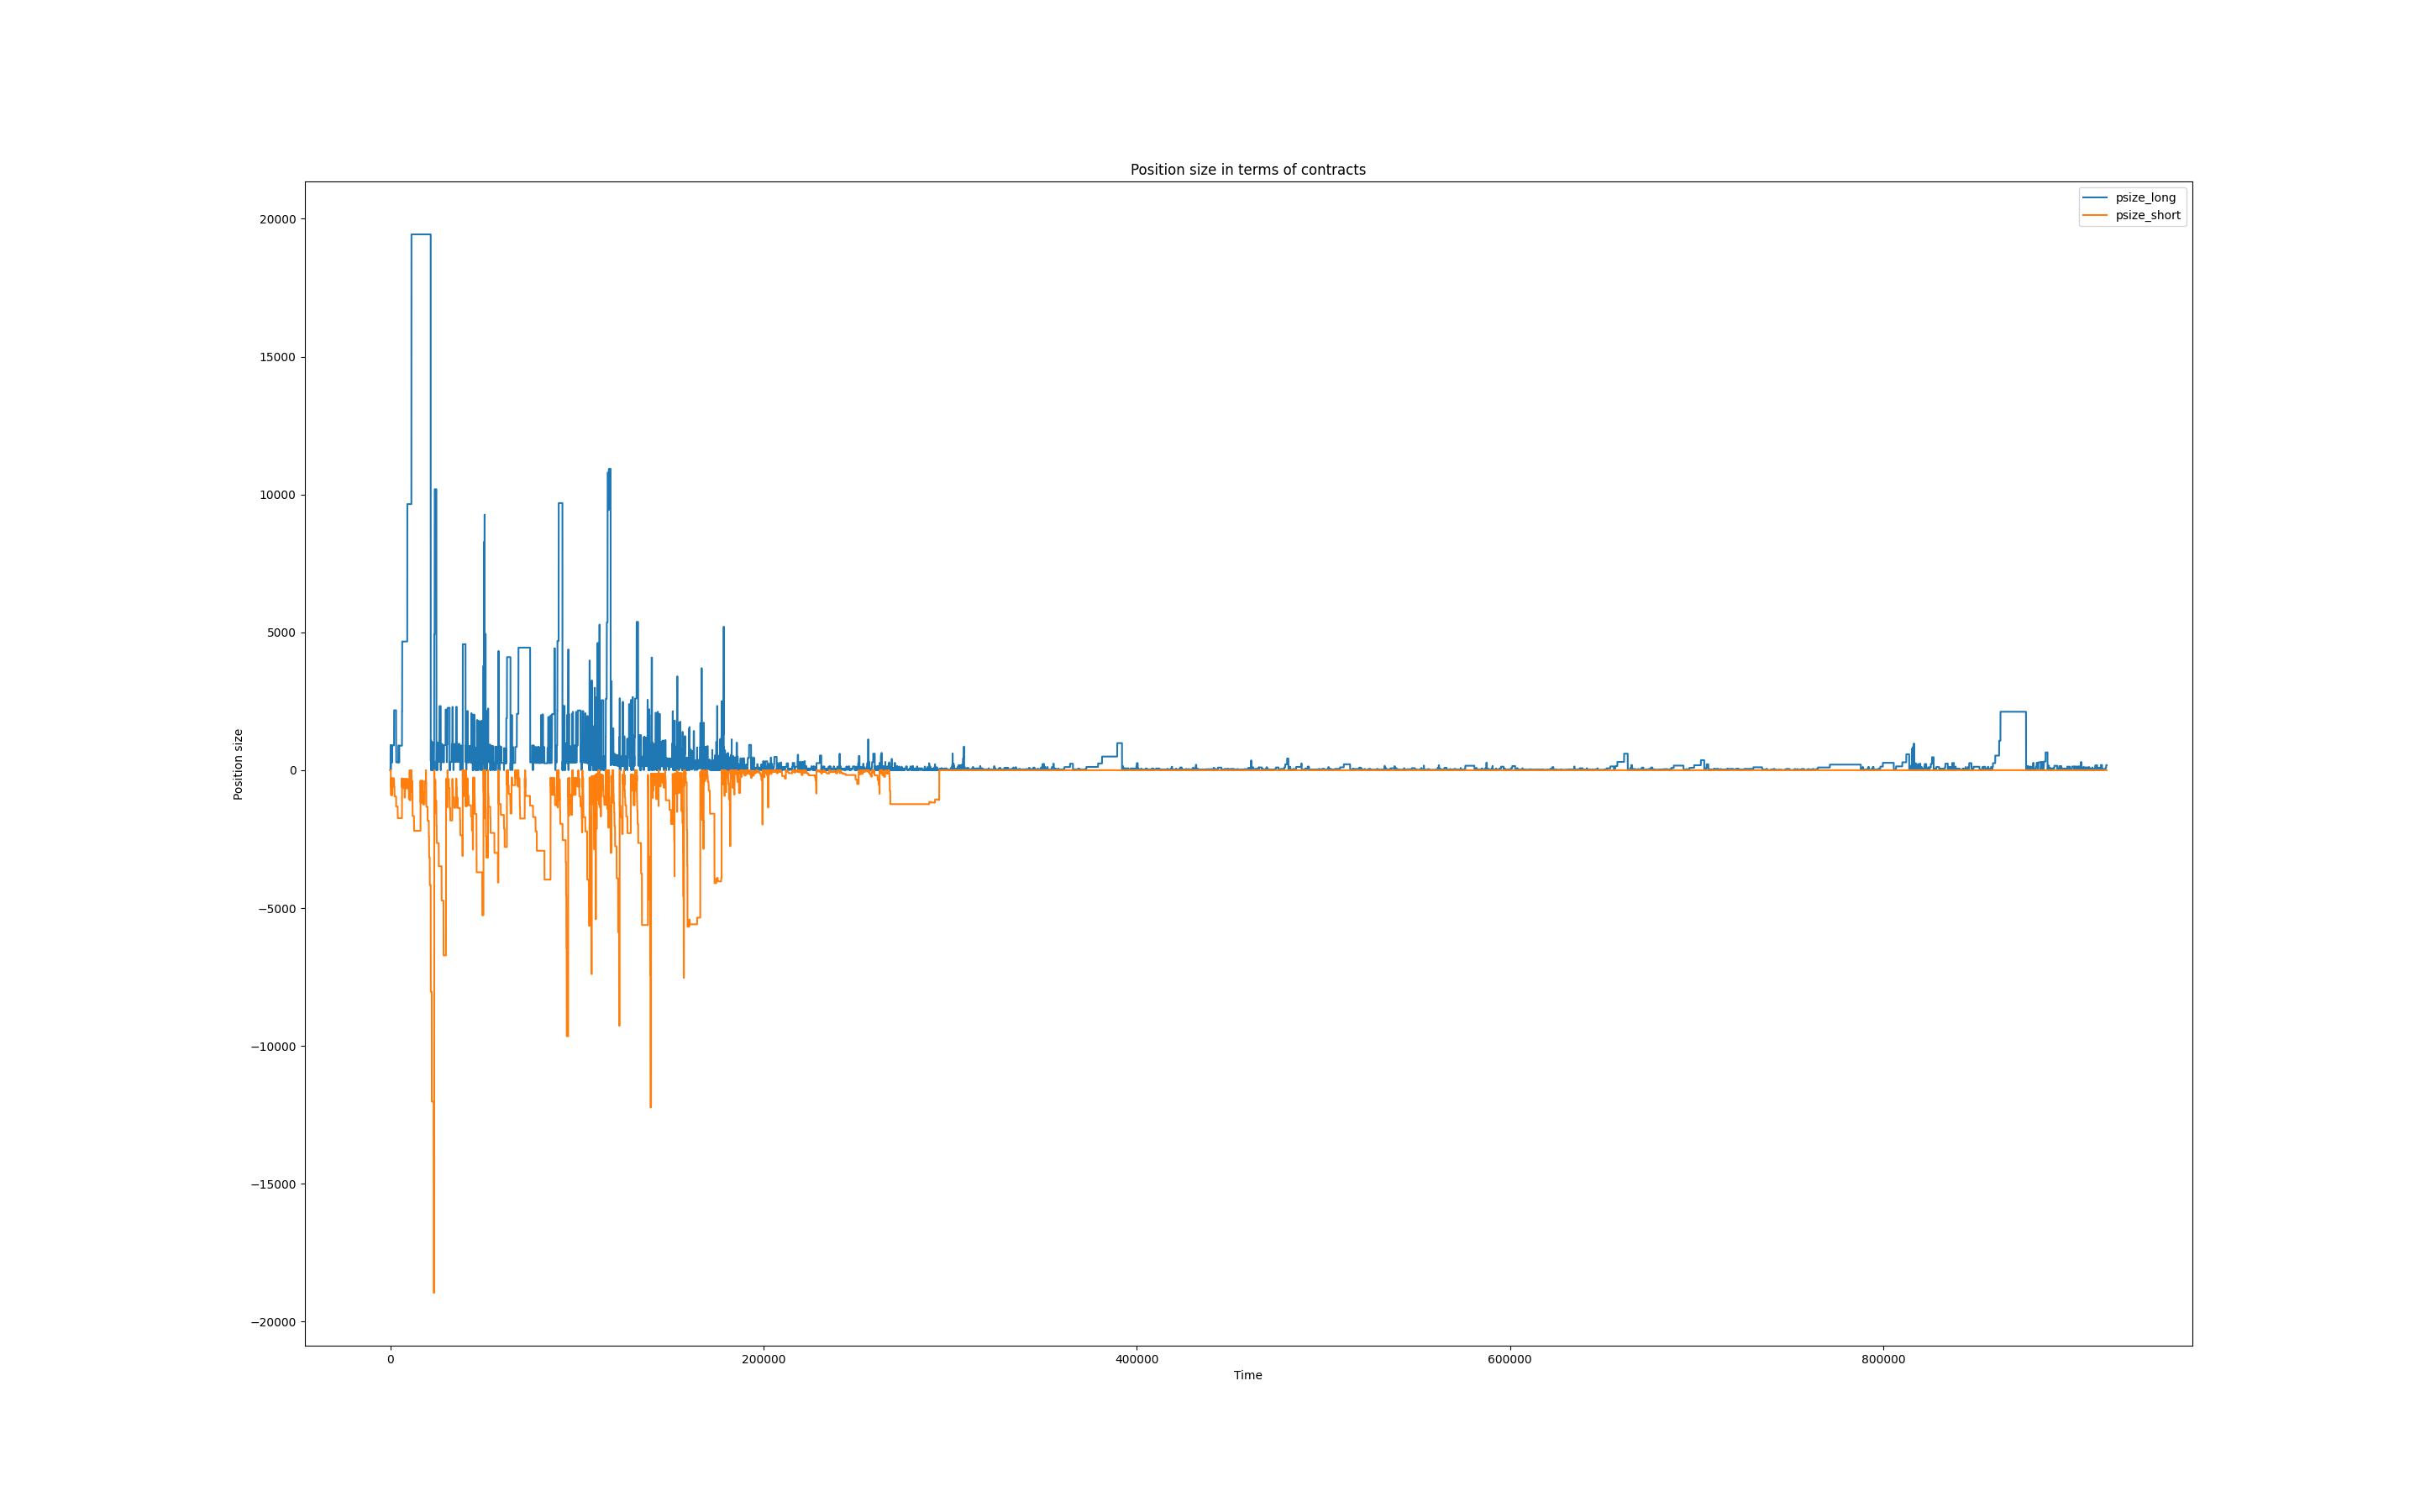 Position size in terms of contracts
psize_long
psize_short
20000
15000
10000
5000
0
−5000
−10000
−15000
−20000
Position size
0
200000
400000
600000
800000
Time